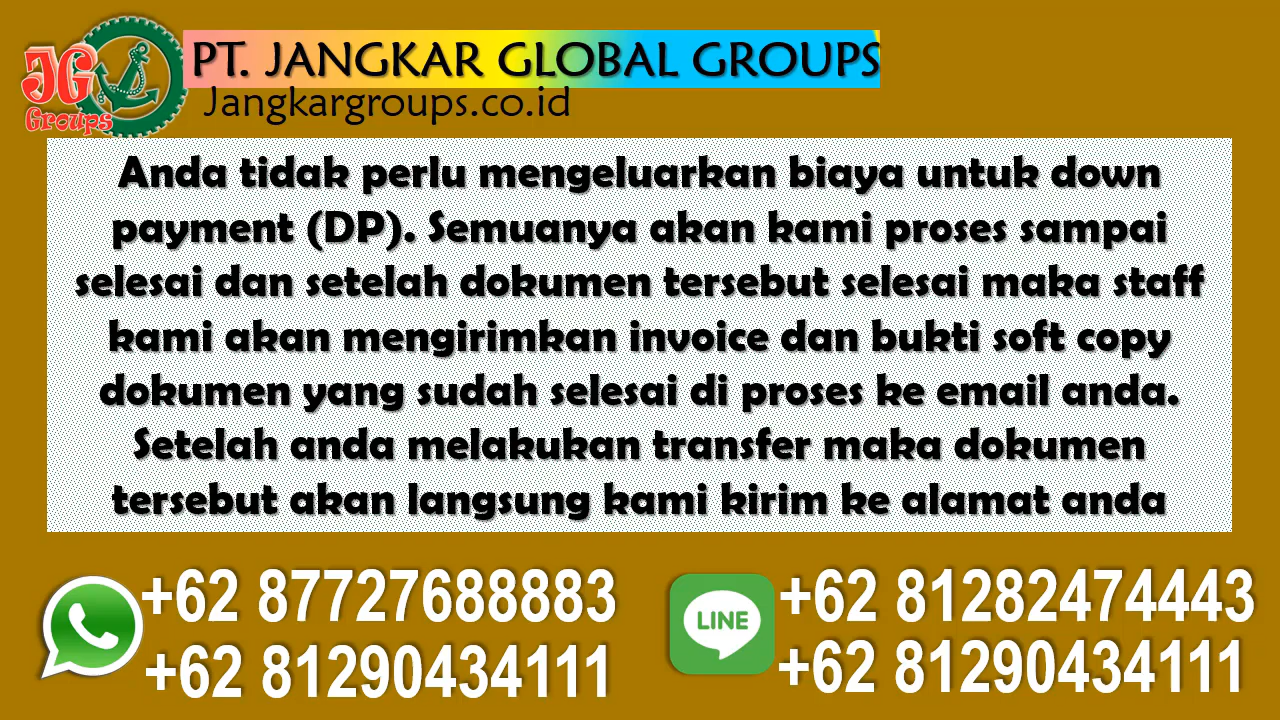 JG
Groups
PT. JANGKAR GLOBAL GROUPS
Jangkargroups.co.id
Anda tidak perlu mengeluarkan biaya untuk down
payment (DP). Semuanya akan kami proses sampai
selesai dan setelah dokumen tersebut selesai maka staff
kami akan mengirimkan invoice dan bukti soft copy
dokumen yang sudah selesai di proses ke email anda.
Setelah anda melakukan transfer maka dokumen
tersebut akan langsung kami kirim ke alamat anda
+62 87727688883
+62 81290434111
LINE
+62 81282474443
+62 81290434111